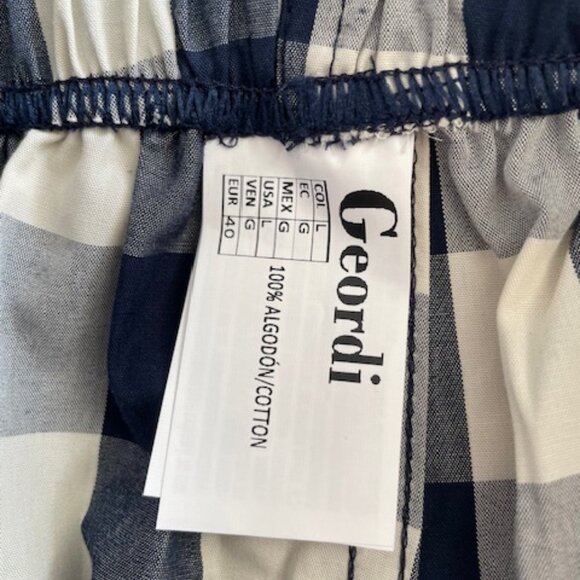 Geordi
COL L
EC G
MEX G
USA L
VEN G
EUR 40
100% ALGODÓN/COTTON